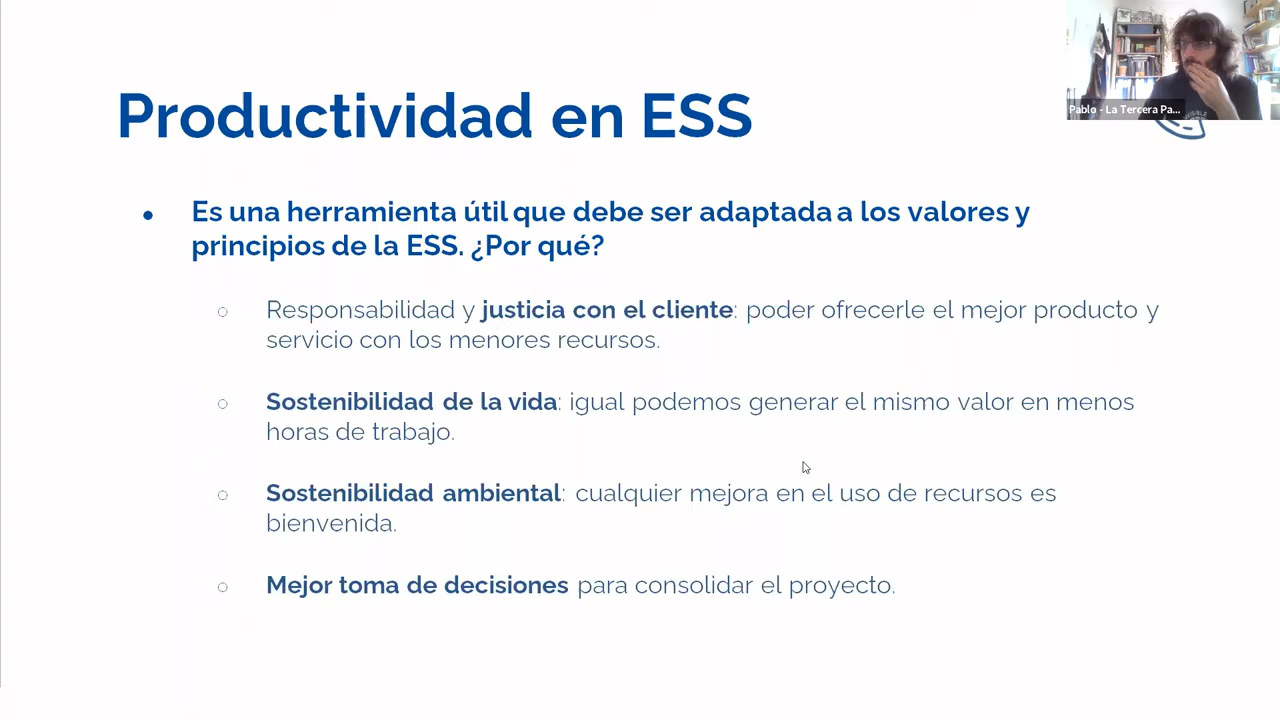 Productividad en ESS
Pablo - La Tercera Pa...
● Es una herramienta útil que debe ser adaptada a los valores y
principios de la ESS. ¿Por qué?
○ Responsabilidad y justicia con el cliente: poder ofrecerle el mejor producto y
servicio con los menores recursos.
○ Sostenibilidad de la vida: igual podemos generar el mismo valor en menos
horas de trabajo.
○ Sostenibilidad ambiental: cualquier mejora en el uso de recursos es
bienvenida.
○ Mejor toma de decisiones para consolidar el proyecto.